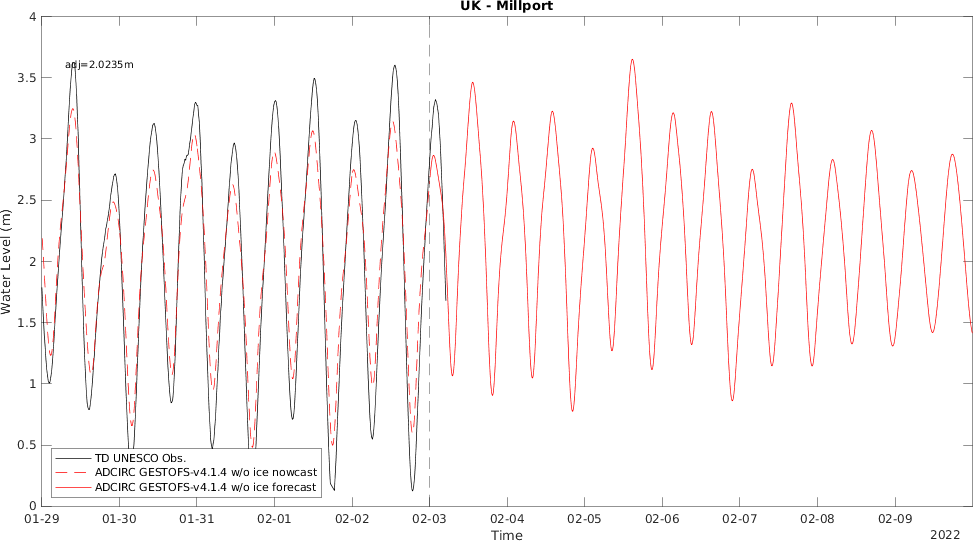 UK - Millport
4
3.5
3
2.5
2
1.5
1
0.5
0
Water Level (m)
adj=2.0235m
TD UNESCO Obs.
ADCIRC GESTOFS-v4.1.4 w/o ice nowcast
ADCIRC GESTOFS-v4.1.4 w/o ice forecast
01-29 01-30 01-31 02-01 02-02 02-03 02-04 02-05 02-06 02-07 02-08 02-09
Time
2022